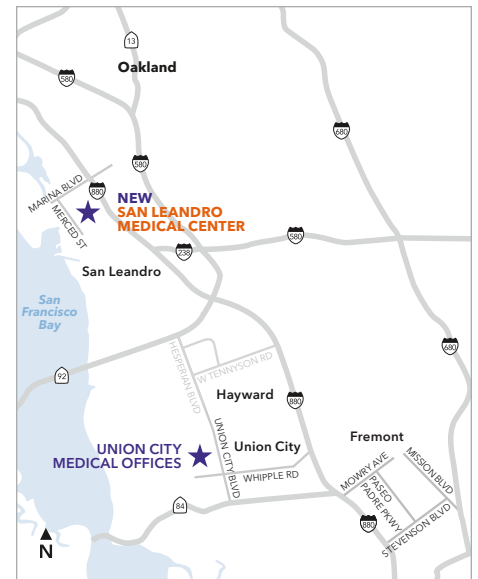 13
Oakland
580
680
580
MARINA BLVD
880
NEW
SAN LEANDRO
MEDICAL CENTER
MERCED ST
580
238
San Leandro
San
Francisco
Bay
680
HESPERIAN BLVD
W TENNYSON RD
92
Hayward
880
UNION CITY BLVD
Union City
Fremont
UNION CITY
MEDICAL OFFICES
WHIPPLE RD
MOWRY AVE
MISSION BLVD
PASEO
PADRE PKWY
84
880
STEVENSON BLVD
N